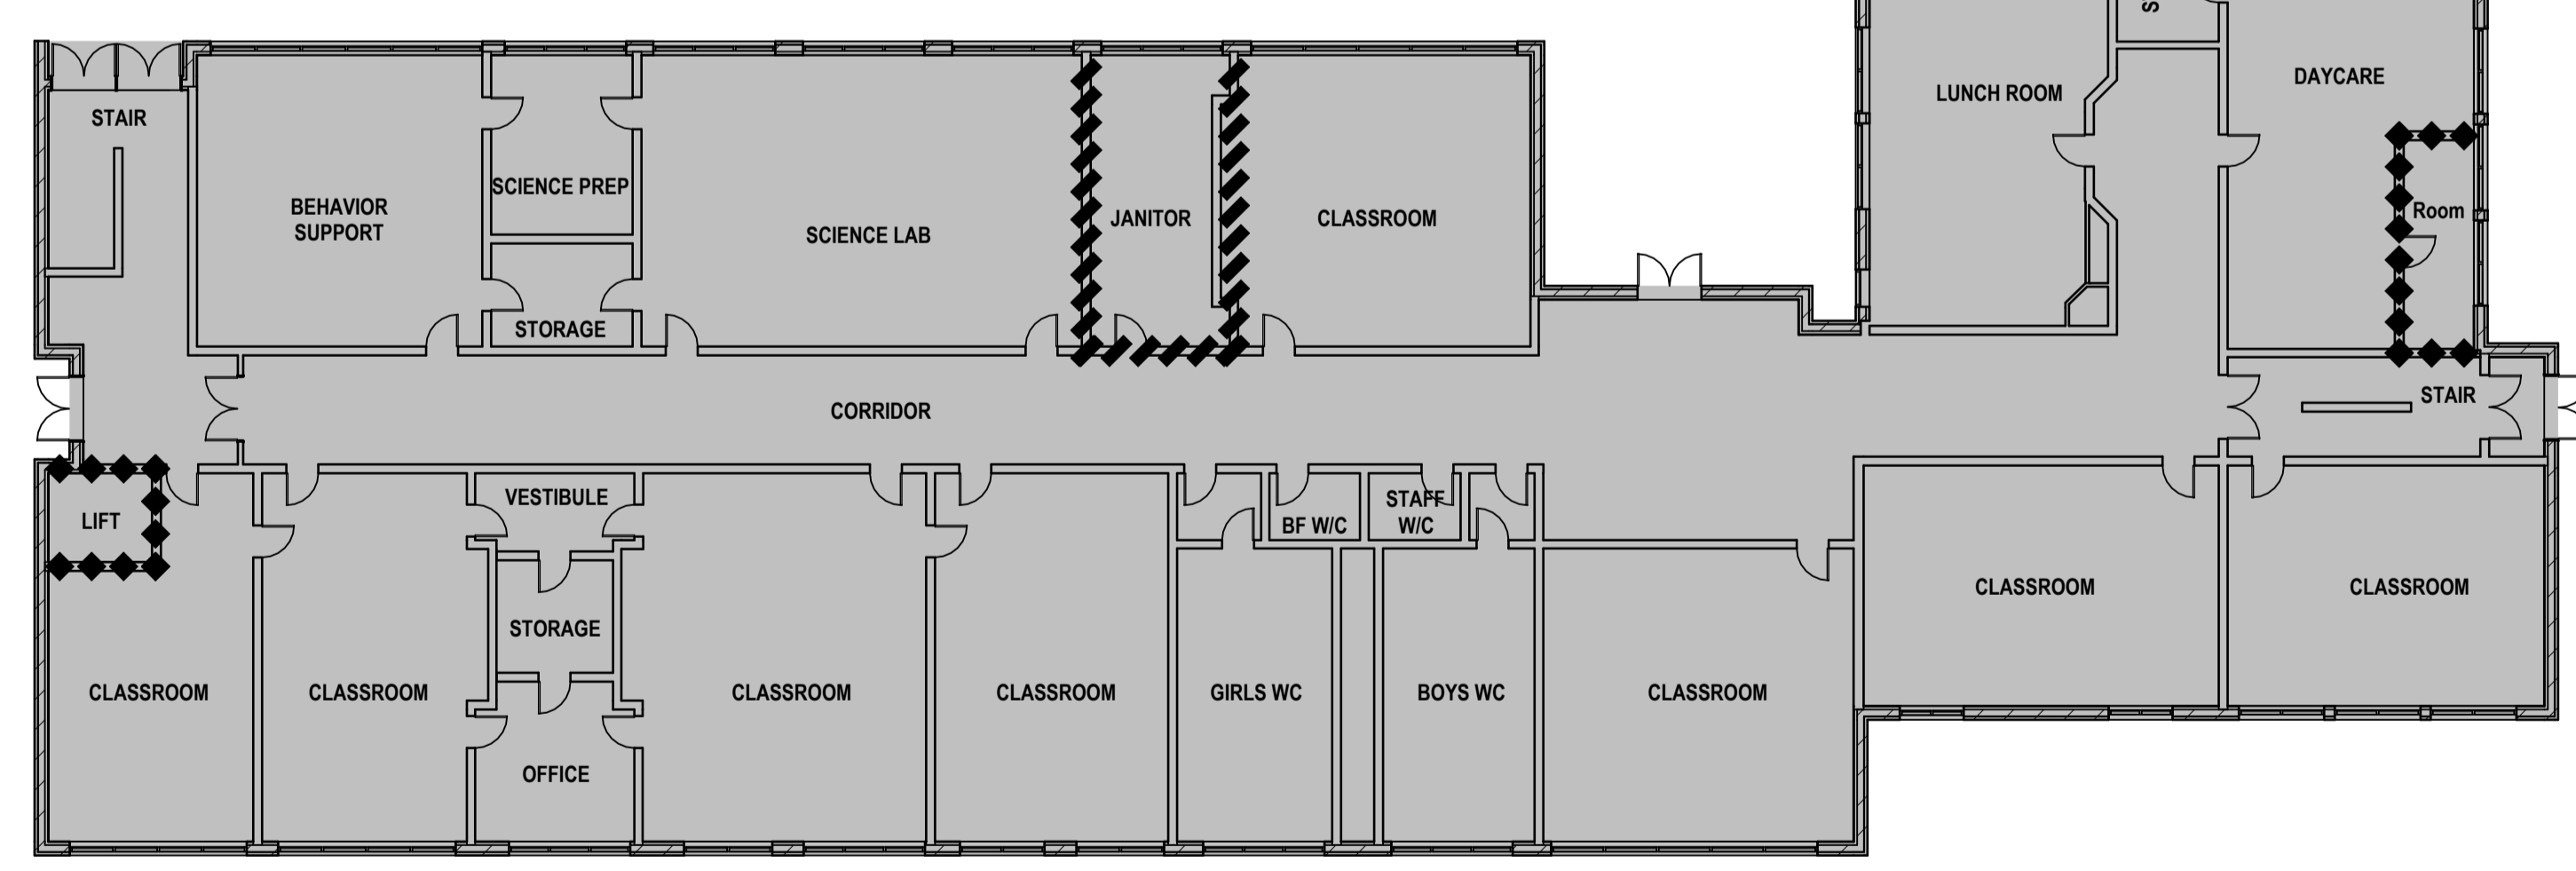 S
DAYCARE
LUNCH ROOM
STAIR
SCIENCE PREP
BEHAVIOR
SUPPORT
Room
JANITOR
CLASSROOM
SCIENCE LAB
STORAGE
STAIR
CORRIDOR
VESTIBULE
STAFF
W/C
LIFT
BF W/C
CLASSROOM
CLASSROOM
STORAGE
CLASSROOM
CLASSROOM
CLASSROOM
CLASSROOM
GIRLS WC
BOYS WC
CLASSROOM
OFFICE